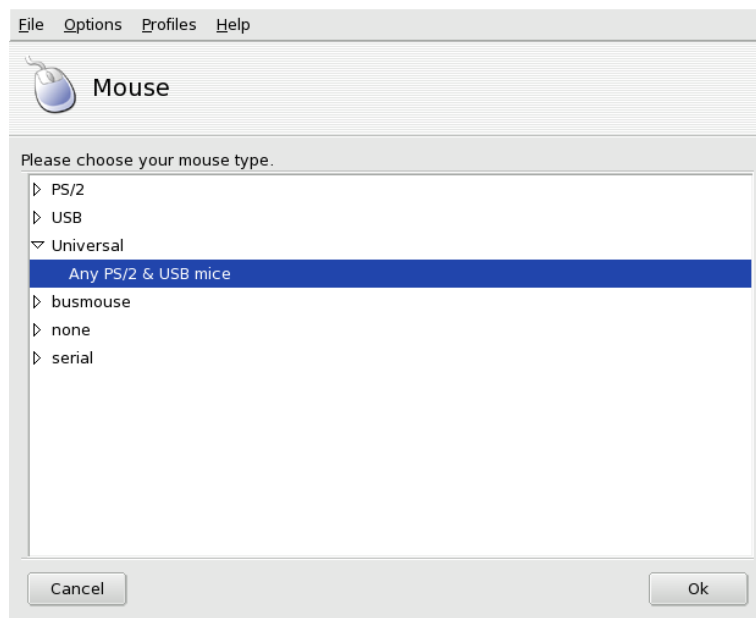 File Options Profiles Help
Mouse
Please choose your mouse type.
PS/2
USB
Universal
Any PS/2 & USB mice
busmouse
none
serial
Cancel Ok